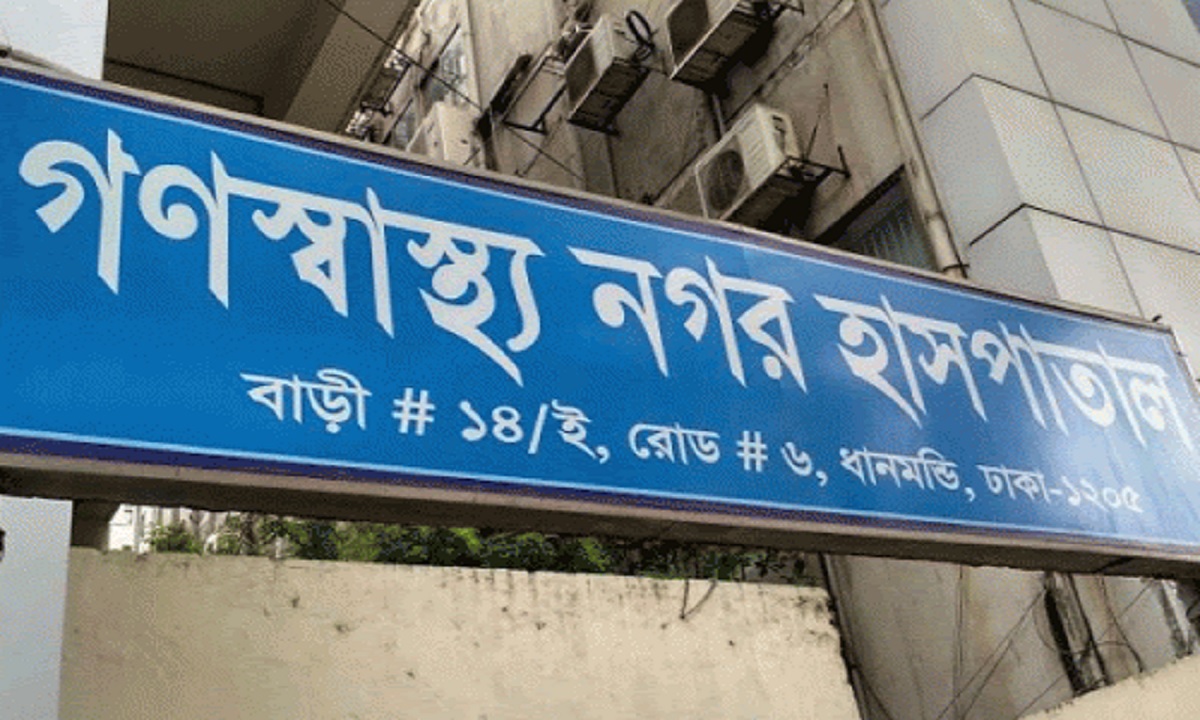 গণস্বাস্থ্য নগর হাসপাতাল
বাড়ী # ১৪/ই, রোড # ৬, ধানমন্ডি, ঢাকা-১২০৫